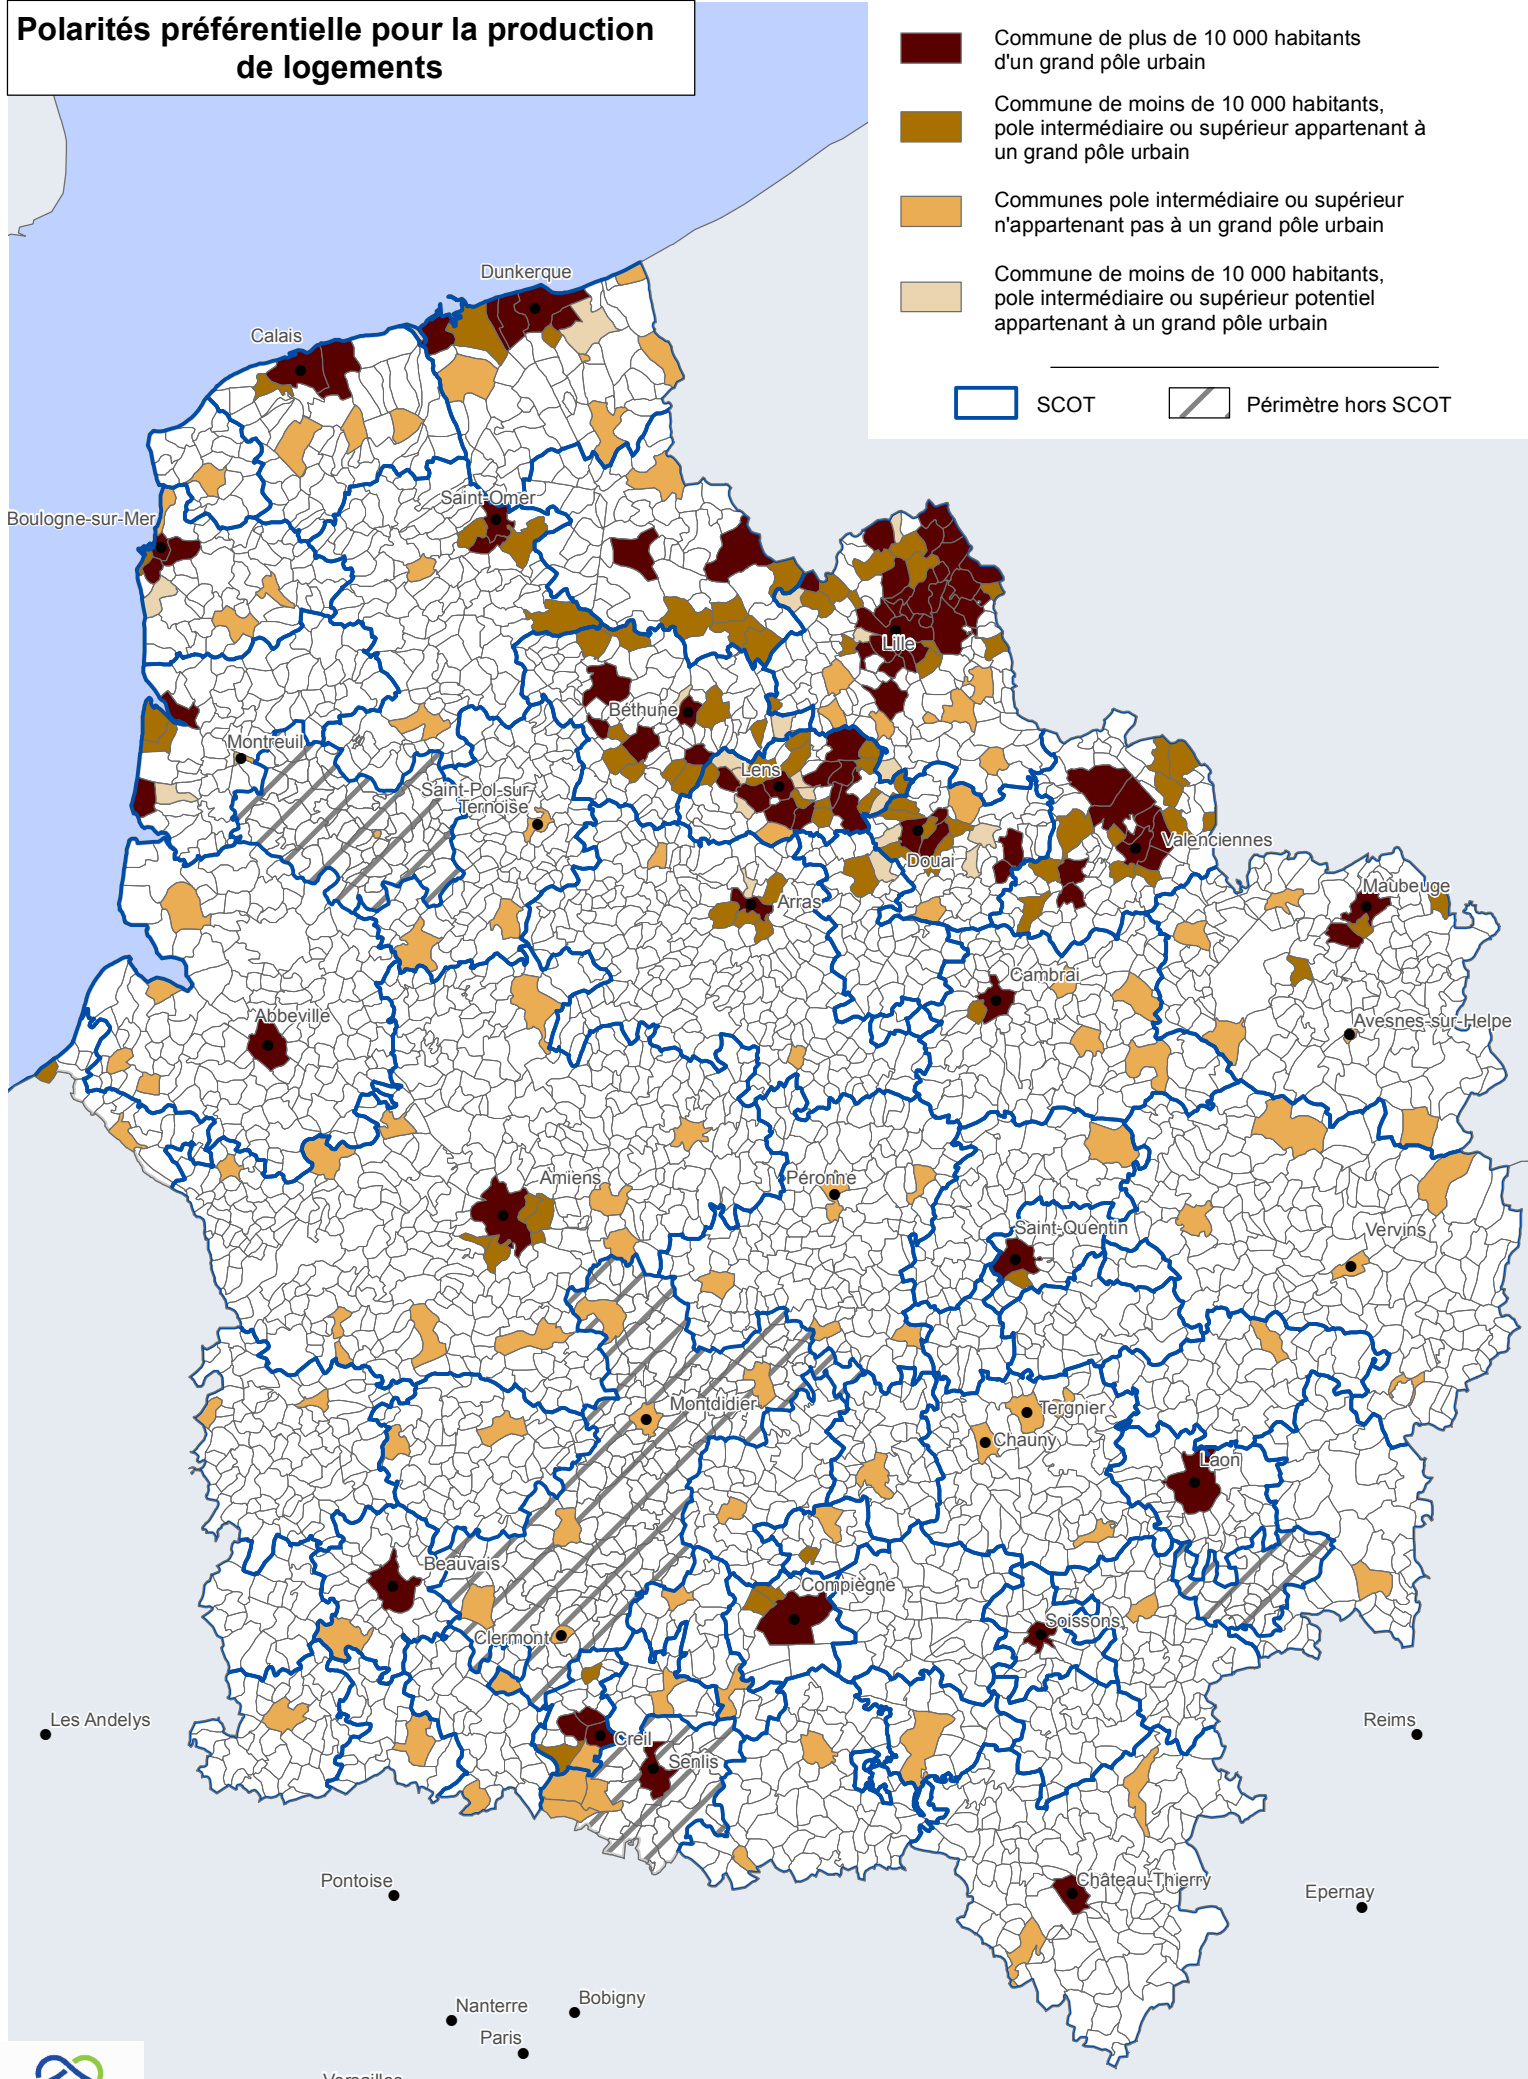 Polarités préférentielle pour la production
de logements
Commune de plus de 10 000 habitants
d'un grand pôle urbain
Commune de moins de 10 000 habitants,
pole intermédiaire ou supérieur appartenant à
un grand pôle urbain
Communes pole intermédiaire ou supérieur
n'appartenant pas à un grand pôle urbain
Commune de moins de 10 000 habitants,
pole intermédiaire ou supérieur potentiel
appartenant à un grand pôle urbain
SCOT
Périmètre hors SCOT
Dunkerque
Calais
Saint-Omer
Boulogne-sur-Mer
Lille
Béthune
Montreuil
Lens
Saint-Pol-sur-
Ternoise
Valenciennes
Douai
Maubeuge
Arras
Cambrai
Abbeville
Avesnes-sur-Helpe
Amiens
Péronne
Saint-Quentin
Vervins
Montdidier
Tergnier
Chauny
Laon
Beauvais
Compiègne
Soissons
Clermont
Les Andelys
Reims
Creil
Senlis
Pontoise
Château-Thierry
Epernay
Nanterre
Bobigny
Paris